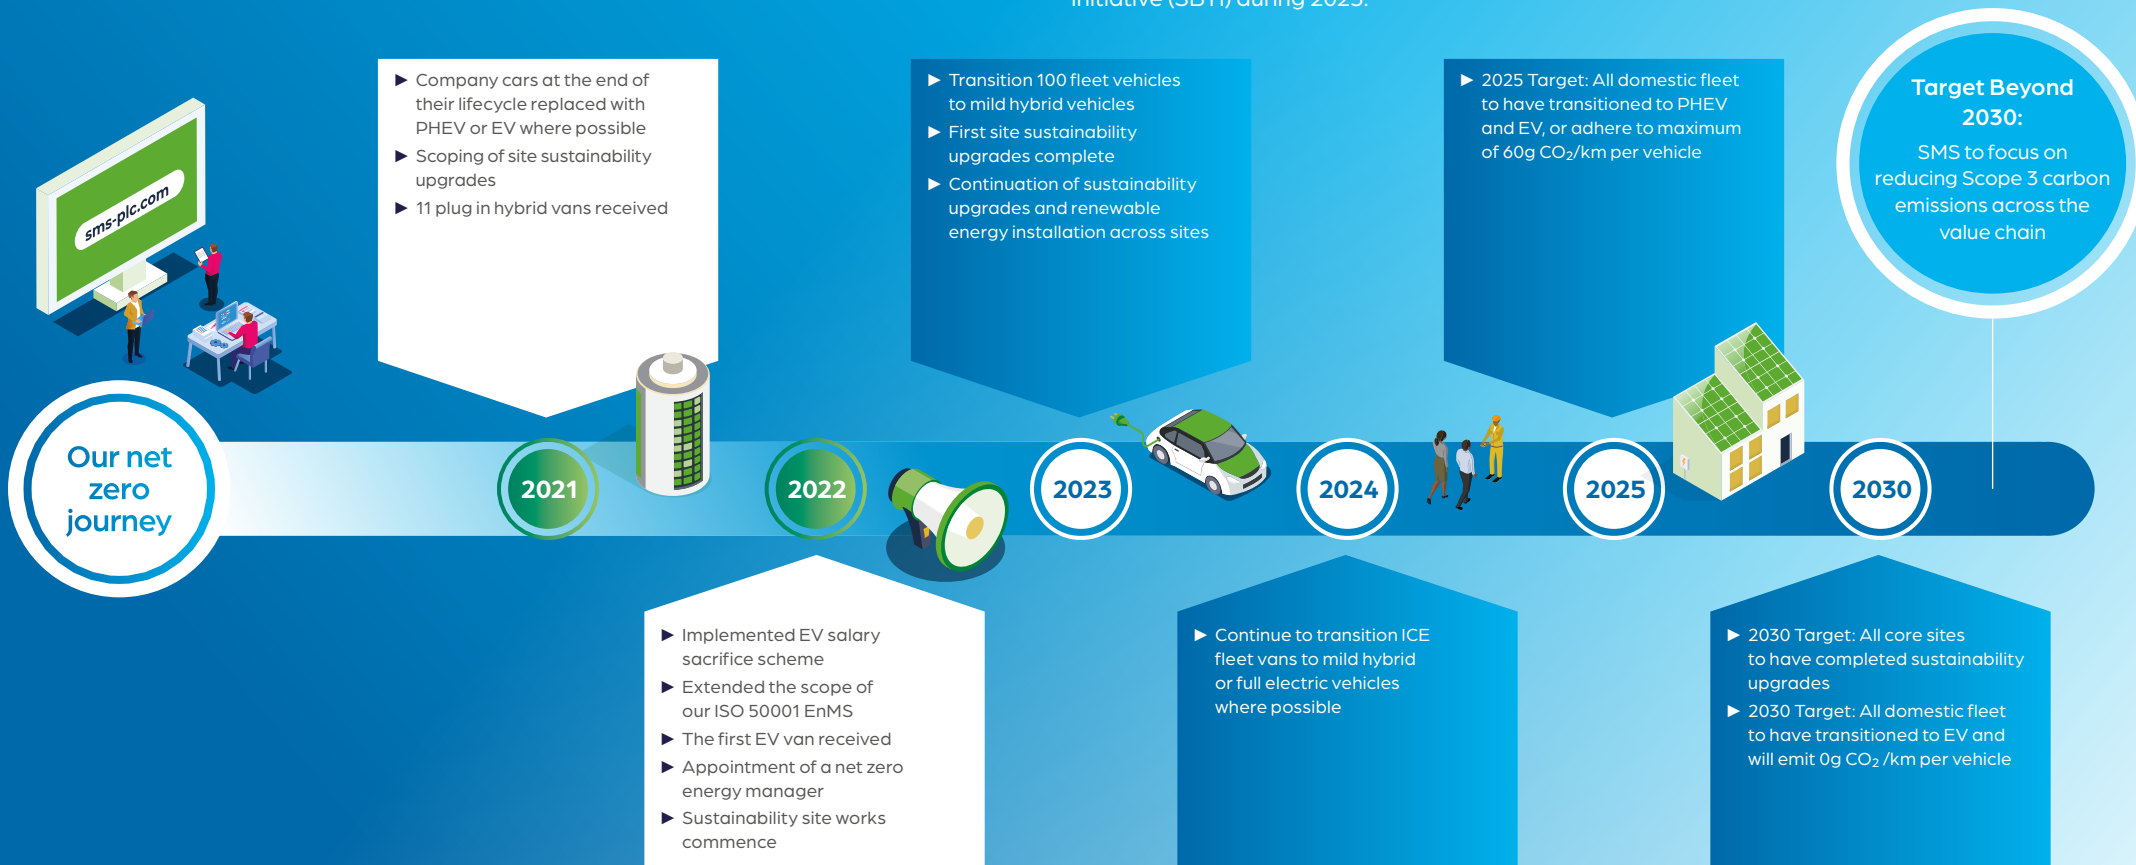 Initiative (SBTi) during 2023.
sms-plc.com
Our net
zero
journey
2021
► Company cars at the end of
their lifecycle replaced with
PHEV or EV where possible
► Scoping of site sustainability
upgrades
► 11 plug in hybrid vans received
2022
► Implemented EV salary
sacrifice scheme
► Extended the scope of
our ISO 50001 EnMS
► The first EV van received
► Appointment of a net zero
energy manager
► Sustainability site works
commence
2023
► Transition 100 fleet vehicles
to mild hybrid vehicles
► First site sustainability
upgrades complete
► Continuation of sustainability
upgrades and renewable
energy installation across sites
2024
► Continue to transition ICE
fleet vans to mild hybrid
or full electric vehicles
where possible
2025
► 2025 Target: All domestic fleet
to have transitioned to PHEV
and EV, or adhere to maximum
of 60g CO₂/km per vehicle
2030
► 2030 Target: All core sites
to have completed sustainability
upgrades
► 2030 Target: All domestic fleet
to have transitioned to EV and
will emit 0g CO₂ /km per vehicle
Target Beyond
2030:
SMS to focus on
reducing Scope 3 carbon
emissions across the
value chain